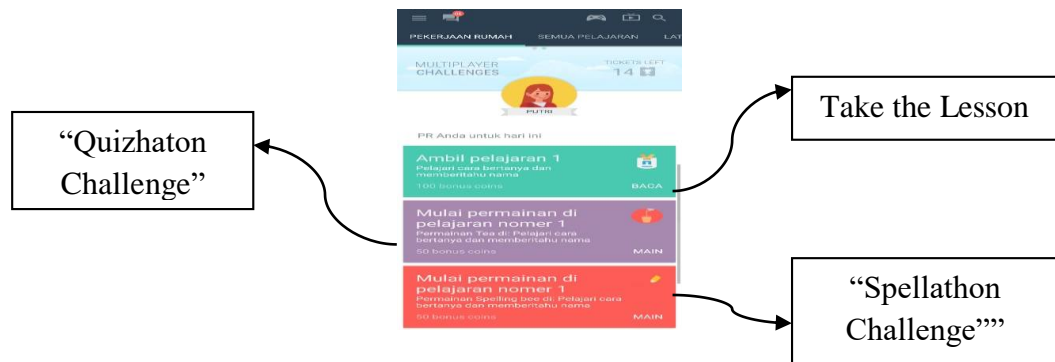 PEKERJAAN RUMAH SEMUA PELAJARAN LAT
MULTIPLAYER
CHALLENGES
TICKETS LEFT
14
PUTRI
PR Anda untuk hari ini
Ambil pelajaran 1
Pelajari cara bertanya dan
memberitahu nama
100 bonus coins
BACA
Mulai permainan di
pelajaran nomer 1
Permainan Tea di: Pelajari cara
bertanya dan memberitahu nama
50 bonus coins
MAIN
Mulai permainan di
pelajaran nomer 1
Permainan Spelling bee di: Pelajari cara
bertanya dan memberitahu nama
50 bonus coins
MAIN
“Quizhaton
Challenge”
Take the Lesson
“Spellathon
Challenge””